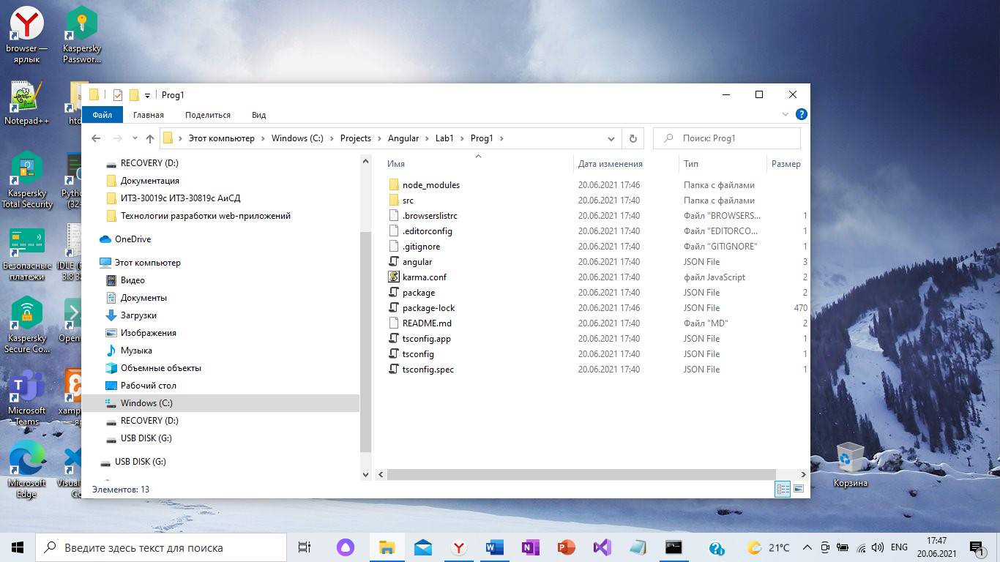 browser —
ярлык
Kaspersky
Passwor...
Notepad++
htd
Kaspersky
Total Security
Python
(32-
Безопасные
платежи
IDLE (
3.8 32
Kaspersky
Secure Co...
Open
Microsoft
Teams
xamp
— яр
Microsoft
Edge
Visual
Co
Корзина
Prog1
Файл
Главная
Поделиться
Вид
Этот компьютер
Windows (C:)
Projects
Angular
Lab1
Prog1
Поиск: Prog1
RECOVERY (D:)
Документация
ИТЗ-30019с ИТЗ-30819с АиСД
Технологии разработки web-приложений
OneDrive
Этот компьютер
Видео
Документы
Загрузки
Изображения
Музыка
Объемные объекты
Рабочий стол
Windows (C:)
RECOVERY (D:)
USB DISK (G:)
USB DISK (G:)
Имя Дата изменения Тип Размер
node_modules 20.06.2021 17:46 Папка с файлами
src 20.06.2021 17:40 Папка с файлами
.browserslistrc 20.06.2021 17:40 Файл "BROWSERS... 1
.editorconfig 20.06.2021 17:40 Файл "EDITORCO... 1
.gitignore 20.06.2021 17:40 Файл "GITIGNORE" 1
angular 20.06.2021 17:40 JSON File 3
karma.conf 20.06.2021 17:40 файл JavaScript 2
package 20.06.2021 17:40 JSON File 2
package-lock 20.06.2021 17:46 JSON File 470
README.md 20.06.2021 17:40 Файл "MD" 2
tsconfig.app 20.06.2021 17:40 JSON File 1
tsconfig 20.06.2021 17:40 JSON File 1
tsconfig.spec 20.06.2021 17:40 JSON File 1
Элементов: 13
Введите здесь текст для поиска
21°C
ENG
17:47
20.06.2021
1